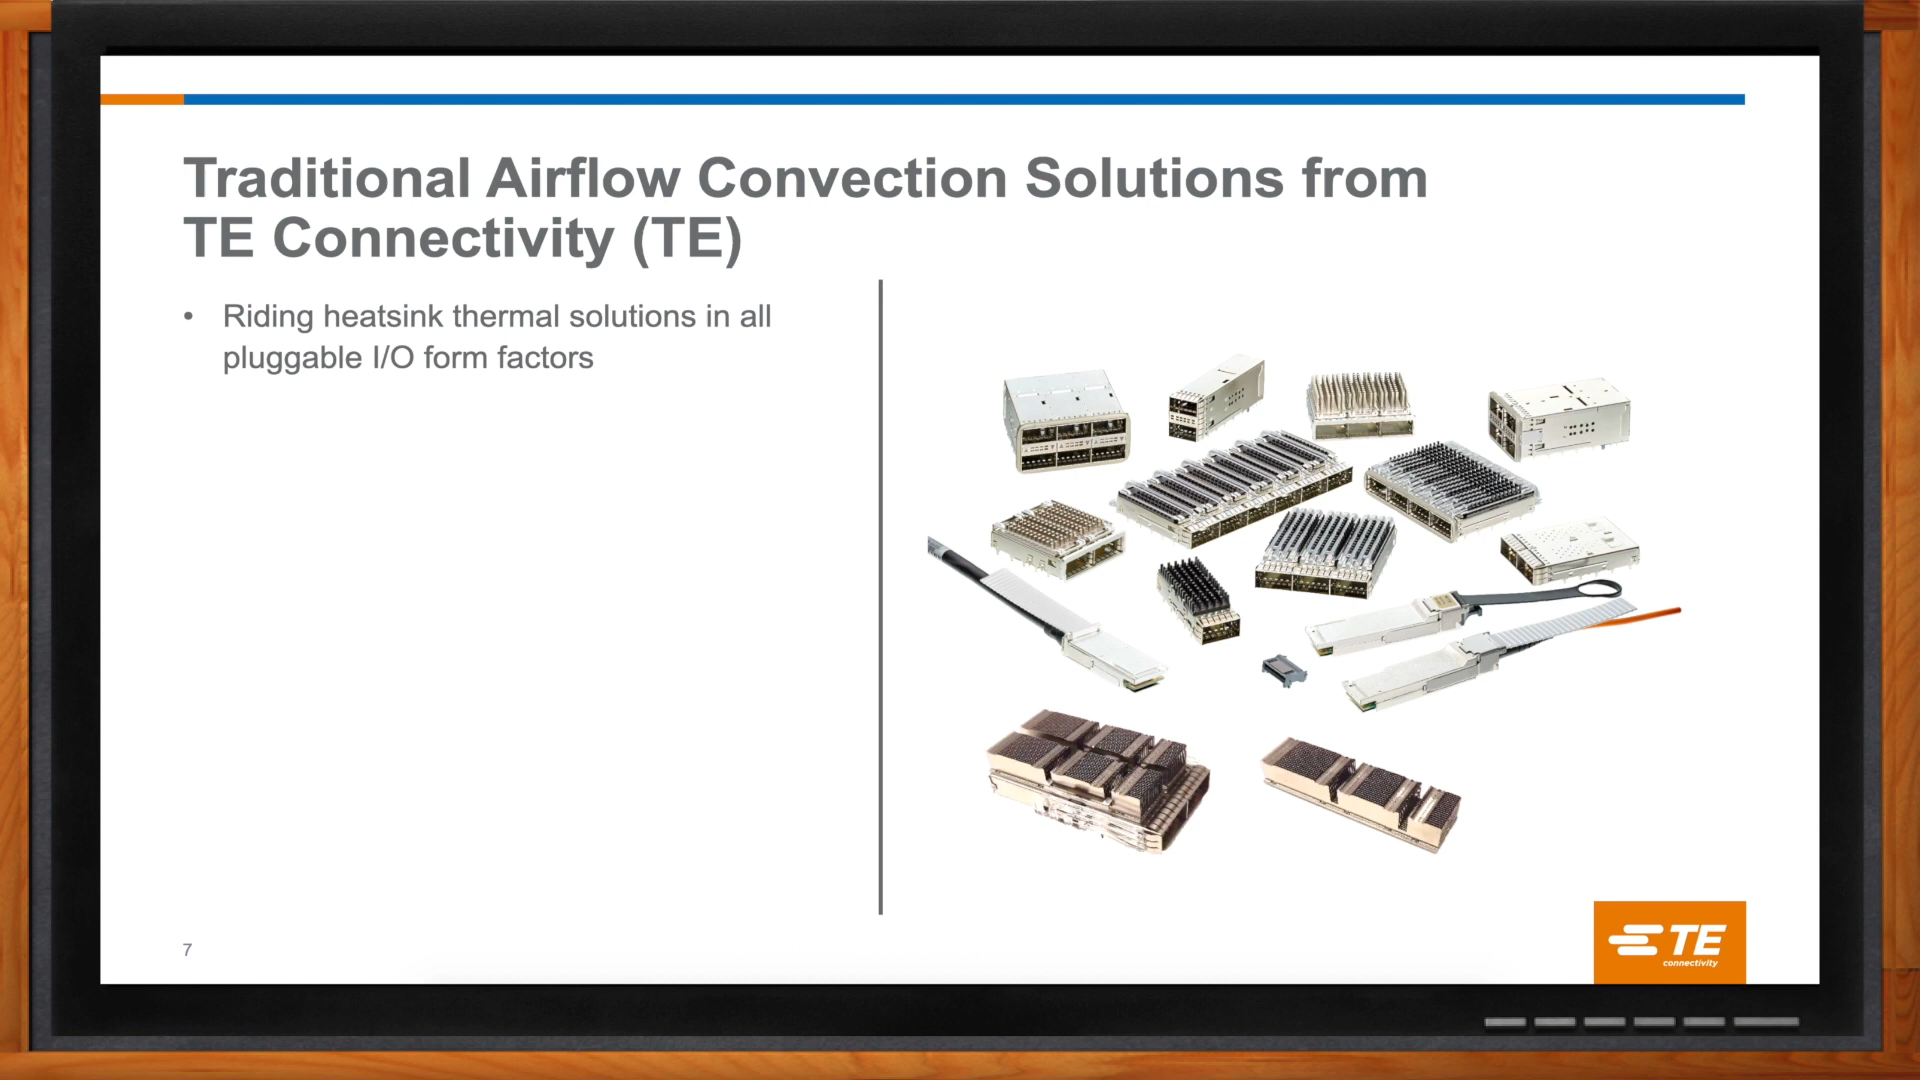 Traditional Airflow Convection Solutions from
TE Connectivity (TE)
• Riding heatsink thermal solutions in all
pluggable I/O form factors
7
TE
connectivity